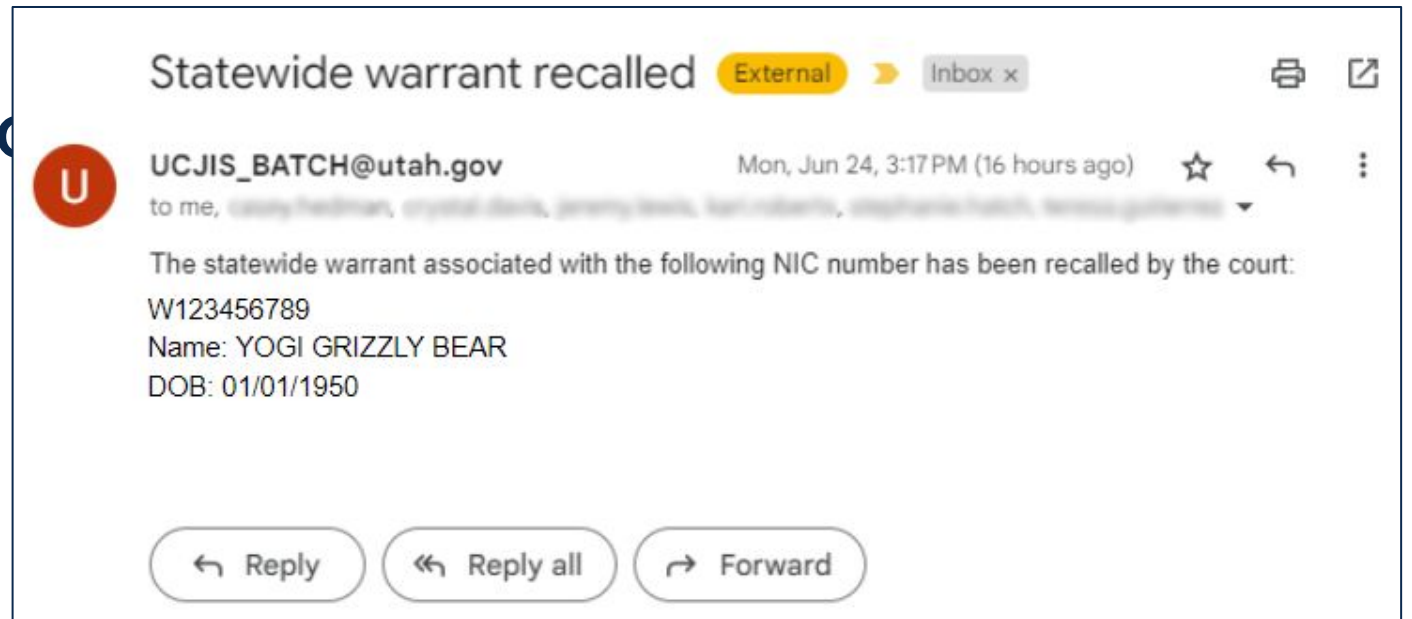 Statewide warrant recalled External Inbox x
U
UCJIS_BATCH@utah.gov Mon, Jun 24, 3:17 PM (16 hours ago)
to me,
The statewide warrant associated with the following NIC number has been recalled by the court:
W123456789
Name: YOGI GRIZZLY BEAR
DOB: 01/01/1950
Reply Reply all Forward